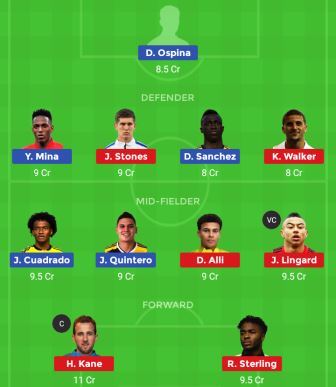 D. Ospina
8.5 Cr
DEFENDER
Y. Mina J. Stones D. Sanchez K. Walker
9 Cr 9 Cr 8 Cr 8 Cr
MID-FIELDER
VC
J. Cuadrado J. Quintero D. Alli J. Lingard
9.5 Cr 9 Cr 9 Cr 9.5 Cr
FORWARD
C
H. Kane R. Sterling
11 Cr 9.5 Cr